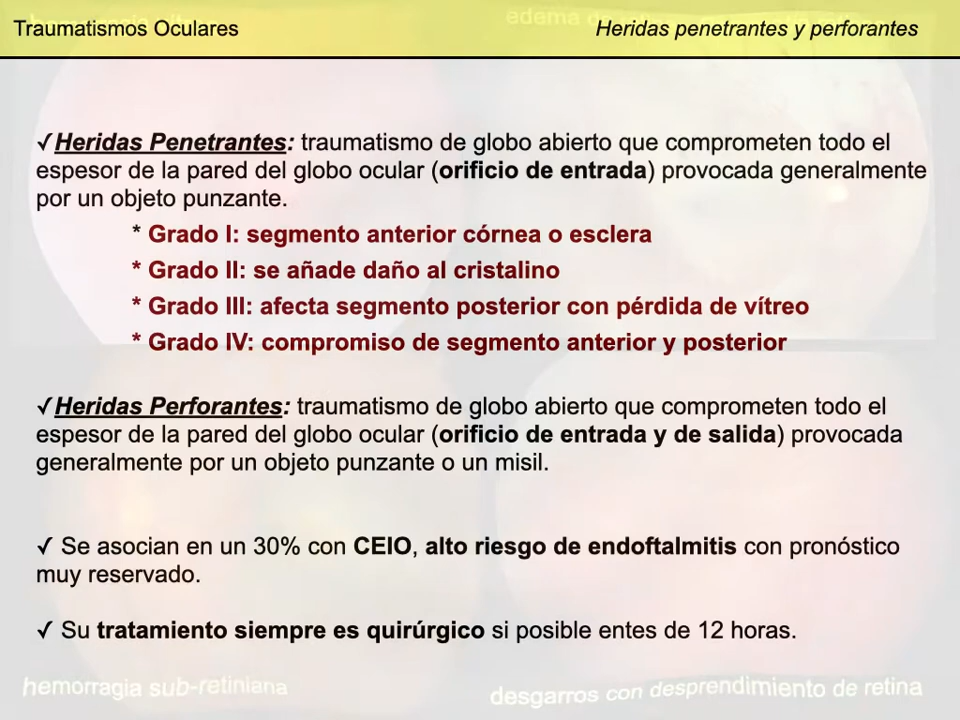 Traumatismos Oculares
Heridas penetrantes y perforantes
✓Heridas Penetrantes: traumatismo de globo abierto que comprometen todo el
espesor de la pared del globo ocular (orificio de entrada) provocada generalmente
por un objeto punzante.
* Grado I: segmento anterior córnea o esclera
* Grado II: se añade daño al cristalino
* Grado III: afecta segmento posterior con pérdida de vítreo
* Grado IV: compromiso de segmento anterior y posterior
✓Heridas Perforantes: traumatismo de globo abierto que comprometen todo el
espesor de la pared del globo ocular (orificio de entrada y de salida) provocada
generalmente por un objeto punzante o un misil.
✓ Se asocian en un 30% con CEIO, alto riesgo de endoftalmitis con pronóstico
muy reservado.
✓ Su tratamiento siempre es quirúrgico si posible entes de 12 horas.
hemorragia sub-retiniana
desgarros con desprendimiento de retina